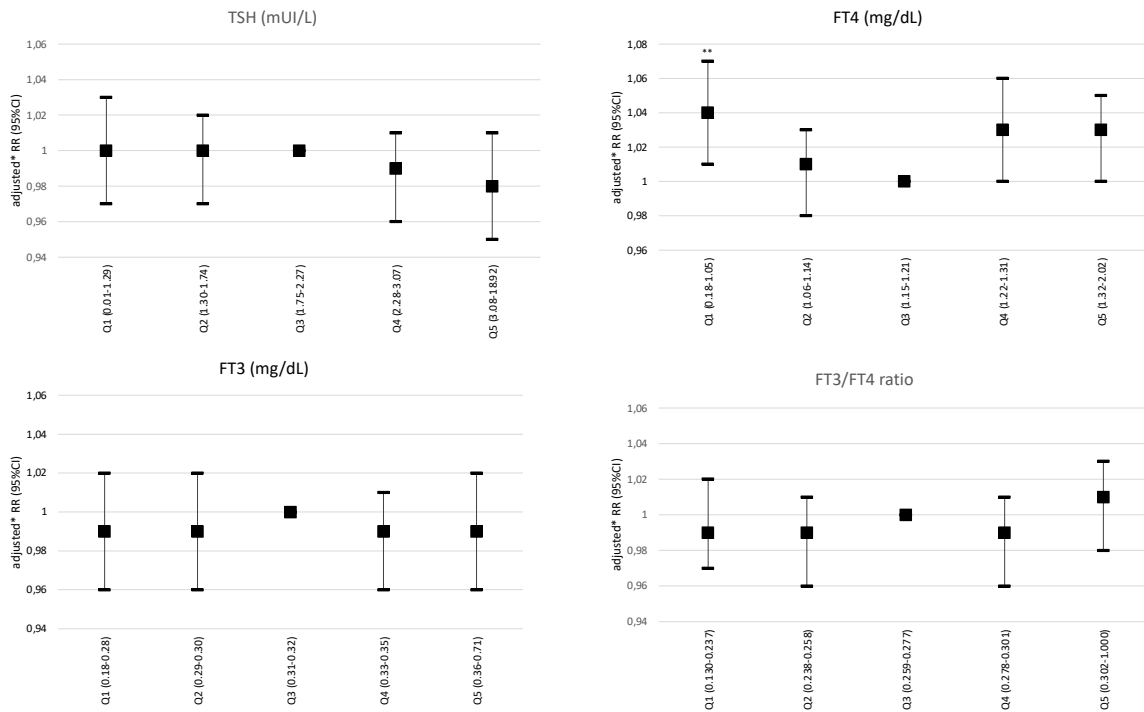 TSH (mUI/L)
adjusted* RR (95%CI)
1,06
1,04
1,02
1
0,98
0,96
0,94
Q1 (0.01-1.29)
Q2 (1.30-1.74)
Q3 (1.75-2.27)
Q4 (2.28-3.07)
Q5 (3.08-18.92)
FT4 (mg/dL)
adjusted* RR (95%CI)
1,08
1,06
1,04
1,02
1
0,98
0,96
**
Q1 (0.18-1.05)
Q2 (1.06-1.14)
Q3 (1.15-1.21)
Q4 (1.22-1.31)
Q5 (1.32-2.02)
FT3 (mg/dL)
adjusted* RR (95%CI)
1,06
1,04
1,02
1
0,98
0,96
0,94
Q1 (0.18-0.28)
Q2 (0.29-0.30)
Q3 (0.31-0.32)
Q4 (0.33-0.35)
Q5 (0.36-0.71)
FT3/FT4 ratio
adjusted* RR (95%CI)
1,06
1,04
1,02
1
0,98
0,96
0,94
Q1 (0.130-0.237)
Q2 (0.238-0.258)
Q3 (0.259-0.277)
Q4 (0.278-0.301)
Q5 (0.302-1.000)